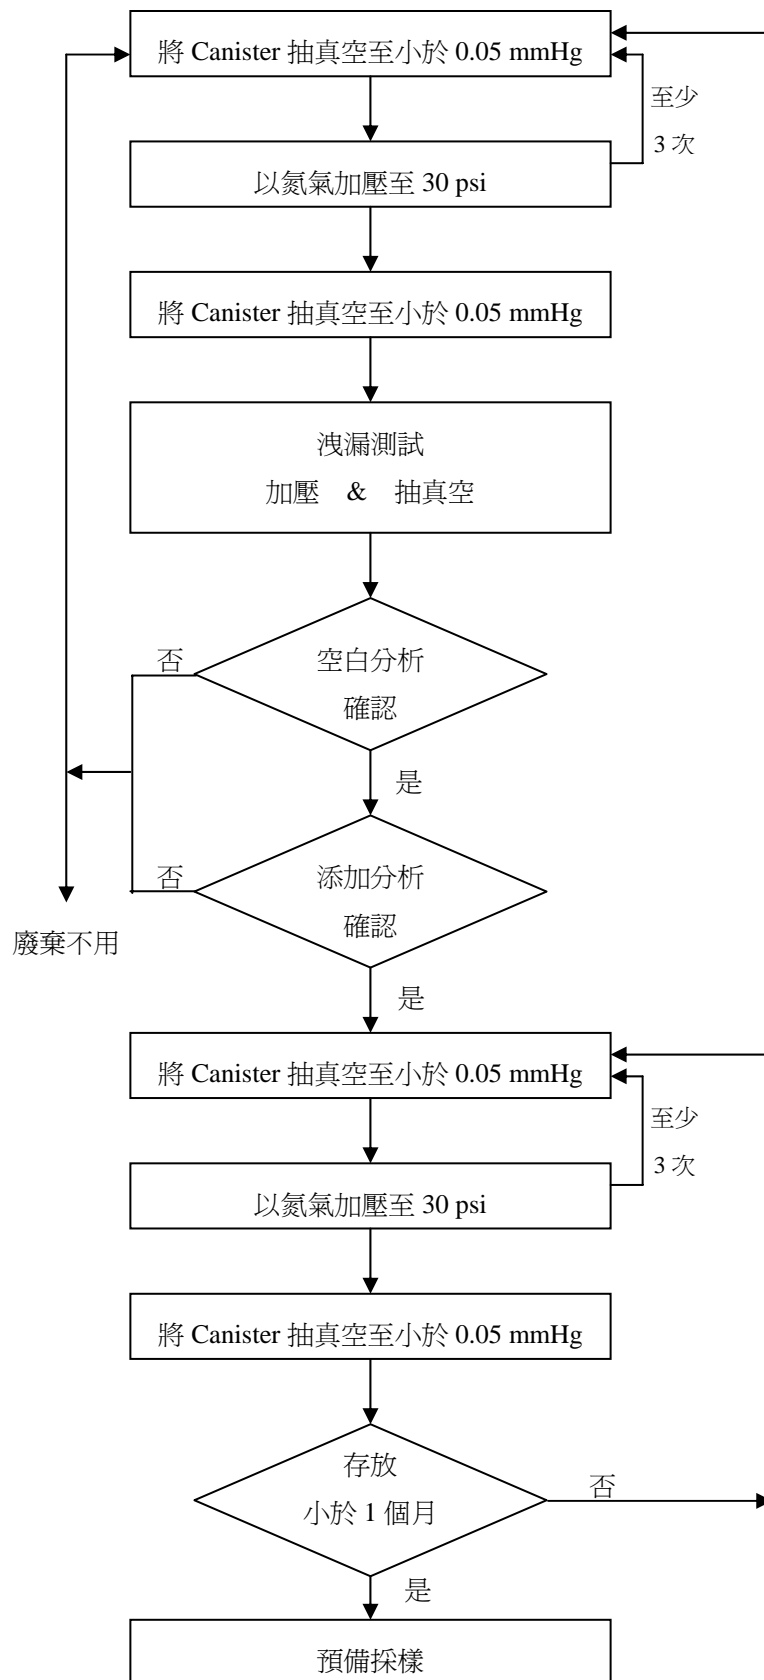 將 Canister 抽真空至小於 0.05 mmHg
至少
3 次
以氮氣加壓至 30 psi
將 Canister 抽真空至小於 0.05 mmHg
洩漏測試
加壓 & 抽真空
否
空白分析
確認
是
否
添加分析
確認
廢棄不用
是
將 Canister 抽真空至小於 0.05 mmHg
至少
3 次
以氮氣加壓至 30 psi
將 Canister 抽真空至小於 0.05 mmHg
存放
小於 1 個月
否
是
預備採樣